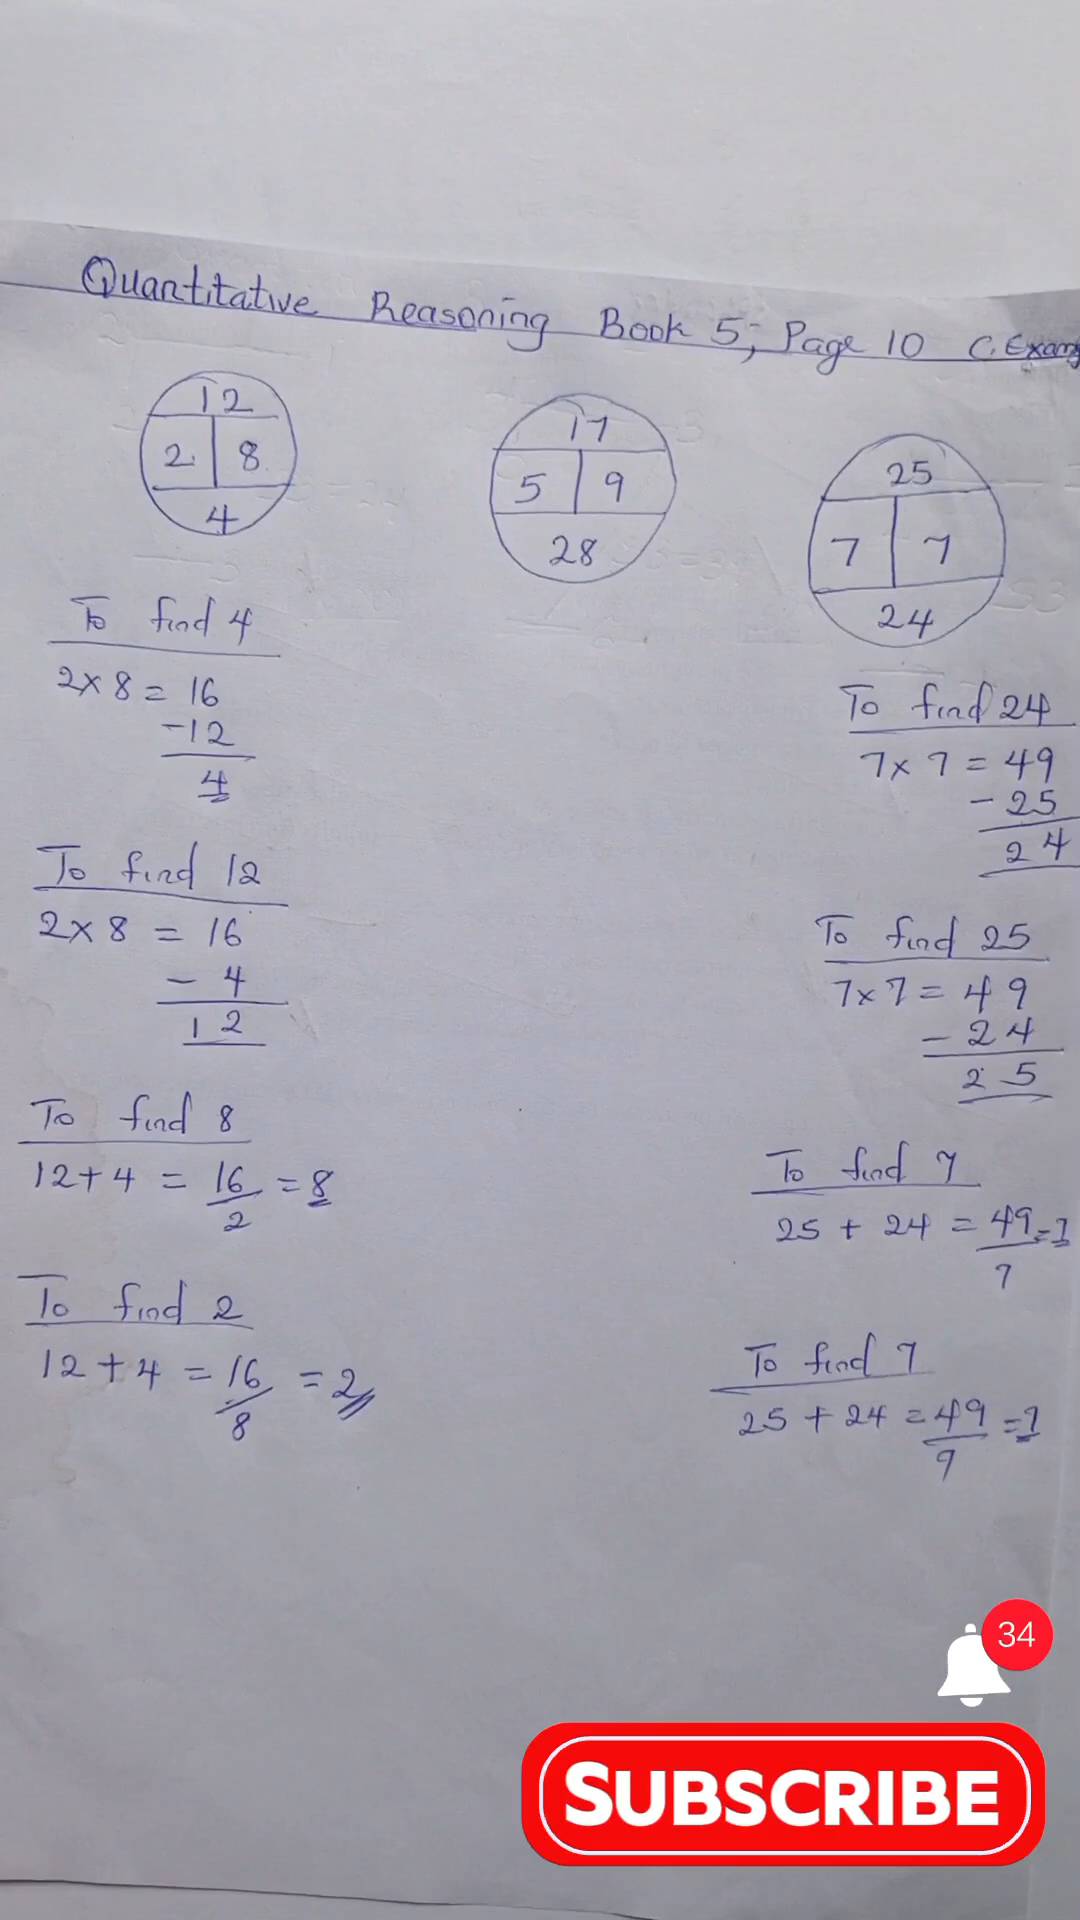 Quantitative Reasoning Book 5; Page 10 C. Exam
12
2 8
4
17
5 9
28
25
7 7
24
To find 4
2 x 8 = 16
- 12
4
To find 12
2 x 8 = 16
- 4
12
To find 8
12 + 4 = 16 = 8
2
To find 2
12 + 4 = 16 = 2
8
To find 24
7 x 7 = 49
- 25
24
To find 25
7 x 7 = 49
- 24
25
To find 7
25 + 24 = 49 = 7
7
To find 7
25 + 24 = 49 = 7
7
34
SUBSCRIBE